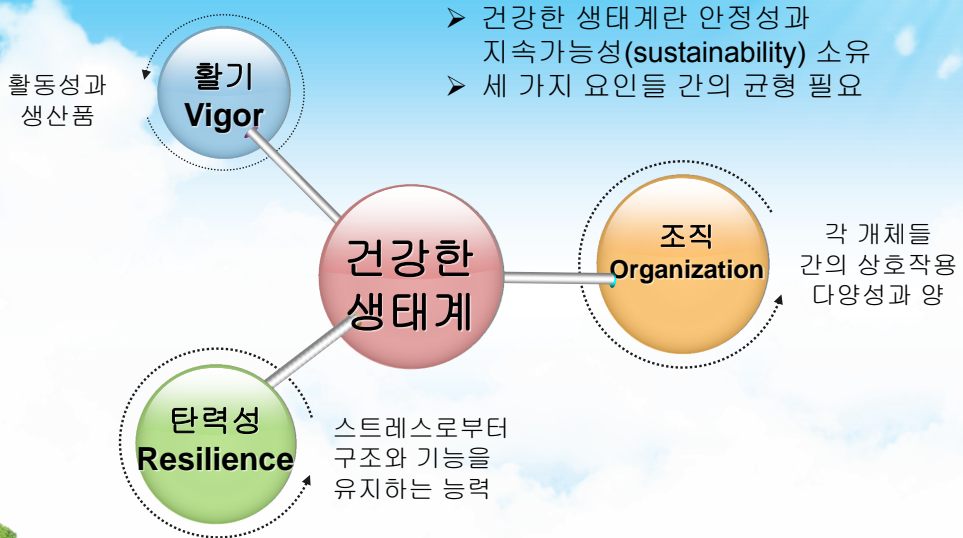 ➢ 건강한 생태계란 안정성과
지속가능성(sustainability) 소유
➢ 세 가지 요인들 간의 균형 필요
활동성과
생산품
활기
Vigor
건강한
생태계
조직
Organization
각 개체들
간의 상호작용
다양성과 양
탄력성
Resilience
스트레스로부터
구조와 기능을
유지하는 능력